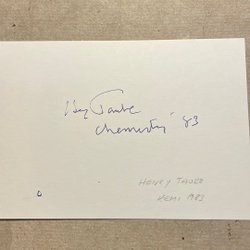 Henry Taube
Chemistry '83
HENRY TAUBE
KEMI 1983